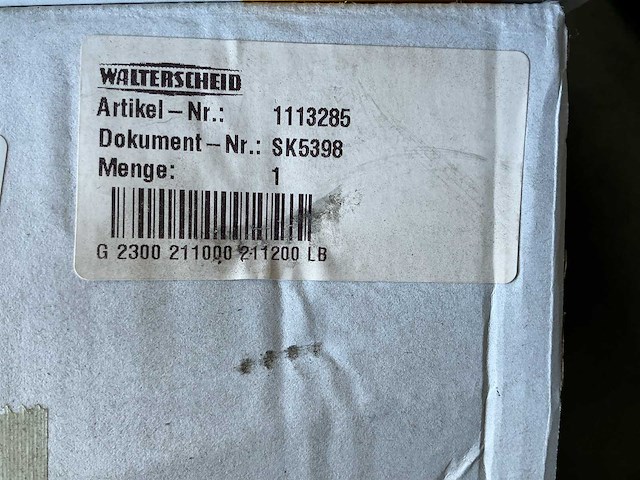 WALTERSCHEID
Artikel-Nr.: 1113285
Dokument-Nr.: SK5398
Menge: 1
G 2300 211000 211200 LB